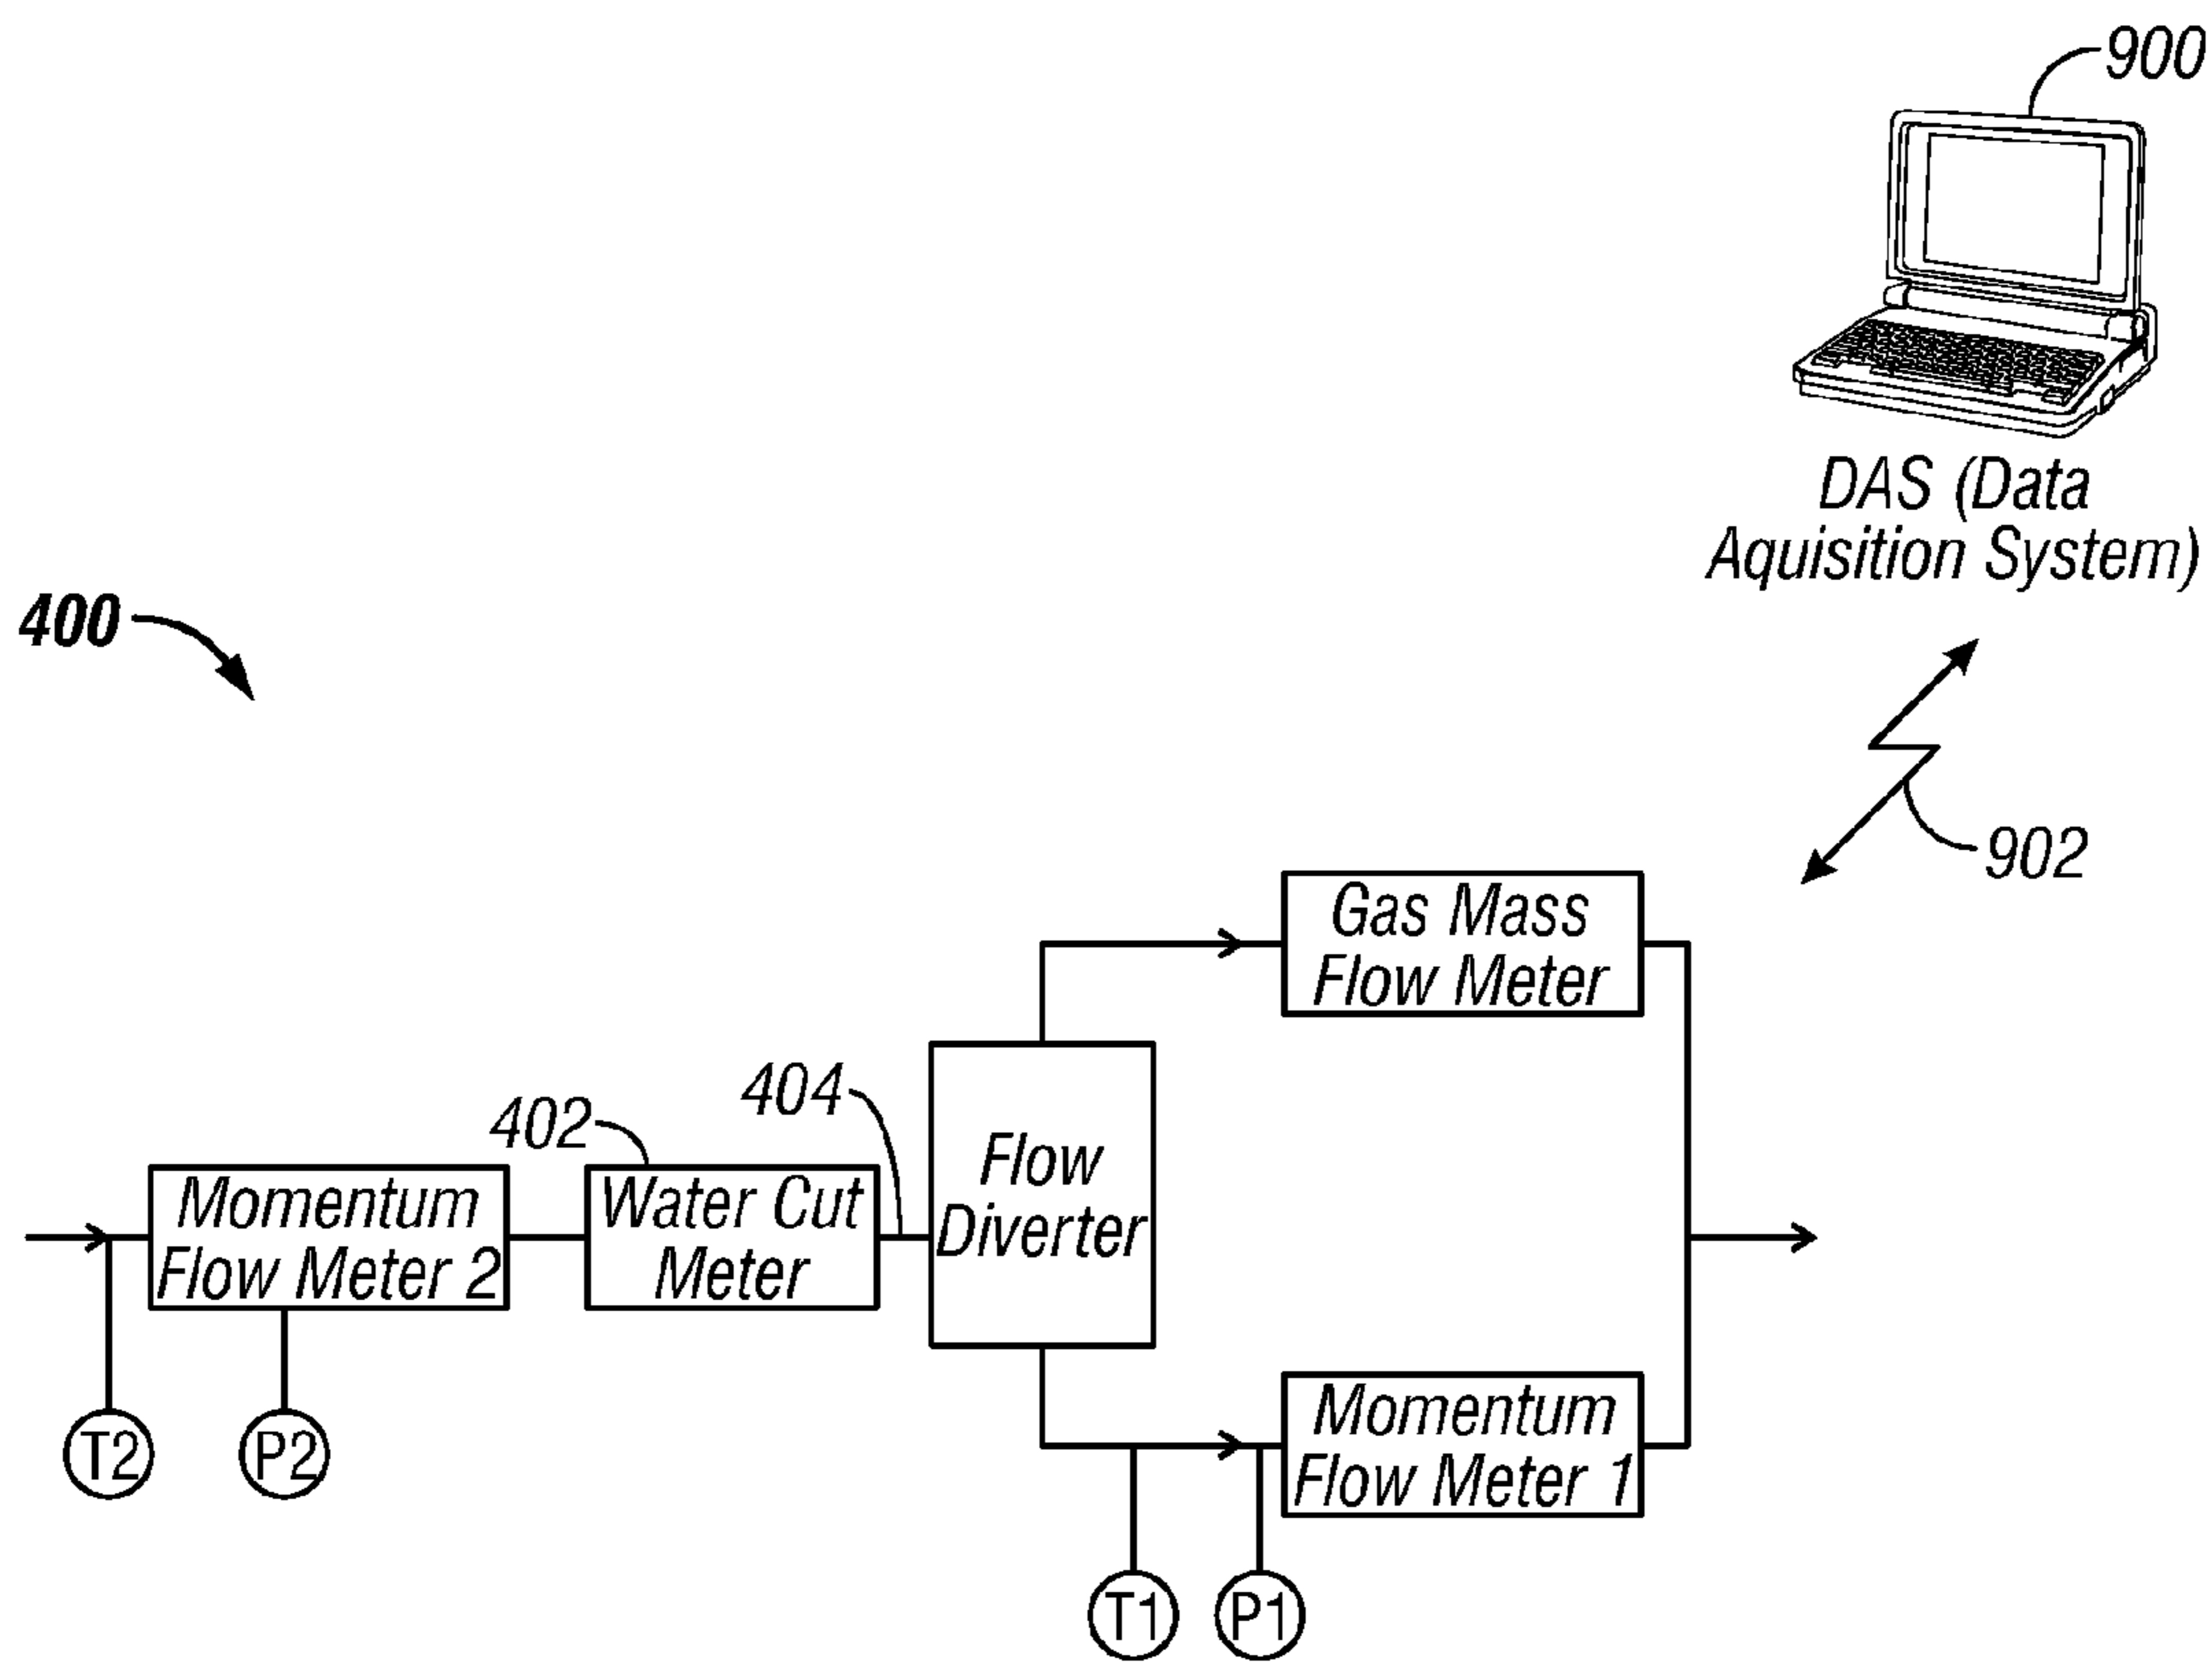 900
DAS (Data
Aquisition System)
400
902
Gas Mass
Flow Meter
404
402
Flow
Diverter
Momentum
Flow Meter 2
Water Cut
Meter
Momentum
Flow Meter 1
T2
P2
T1
P1